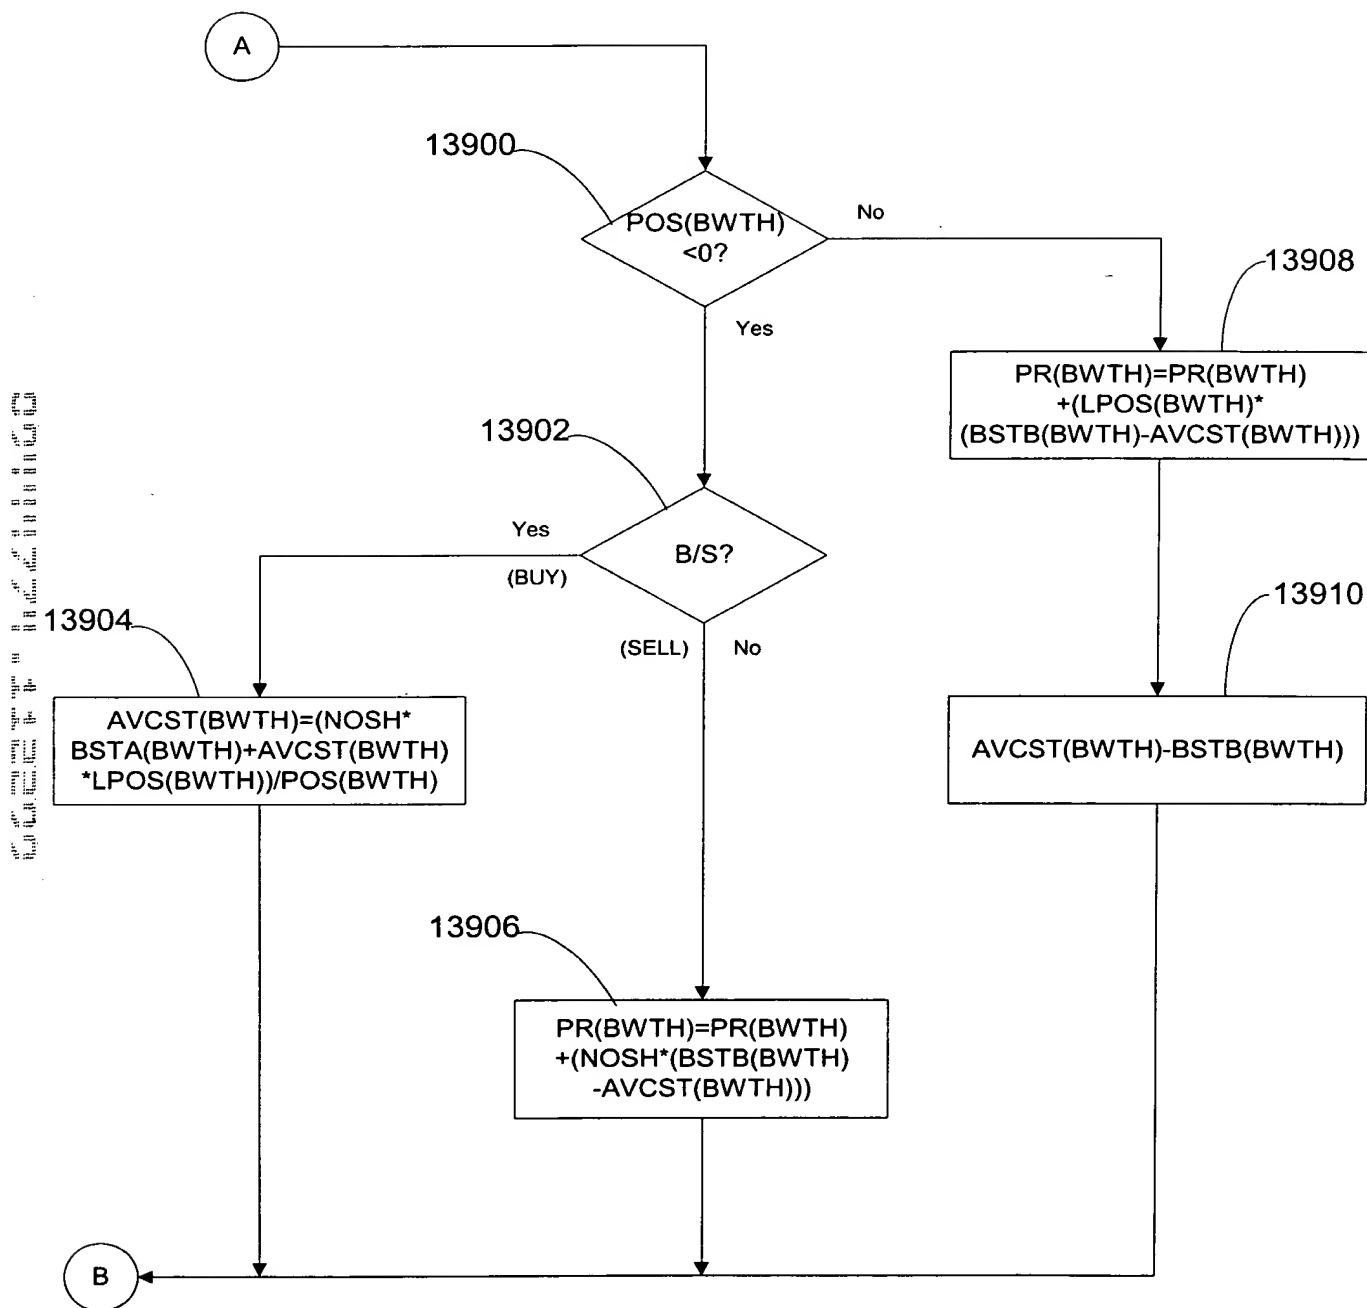 A
13900
POS(BWTH)
<0?
No
13908
Yes
PR(BWTH)=PR(BWTH)
+(LPOS(BWTH)*
(BSTB(BWTH)-AVCST(BWTH)))
13902
Yes
B/S?
(BUY)
13910
13904
(SELL) No
AVCST(BWTH)=(NOSH*
BSTA(BWTH)+AVCST(BWTH)
*LPOS(BWTH))/POS(BWTH)
AVCST(BWTH)-BSTB(BWTH)
13906
PR(BWTH)=PR(BWTH)
+(NOSH*(BSTB(BWTH)
-AVCST(BWTH)))
B